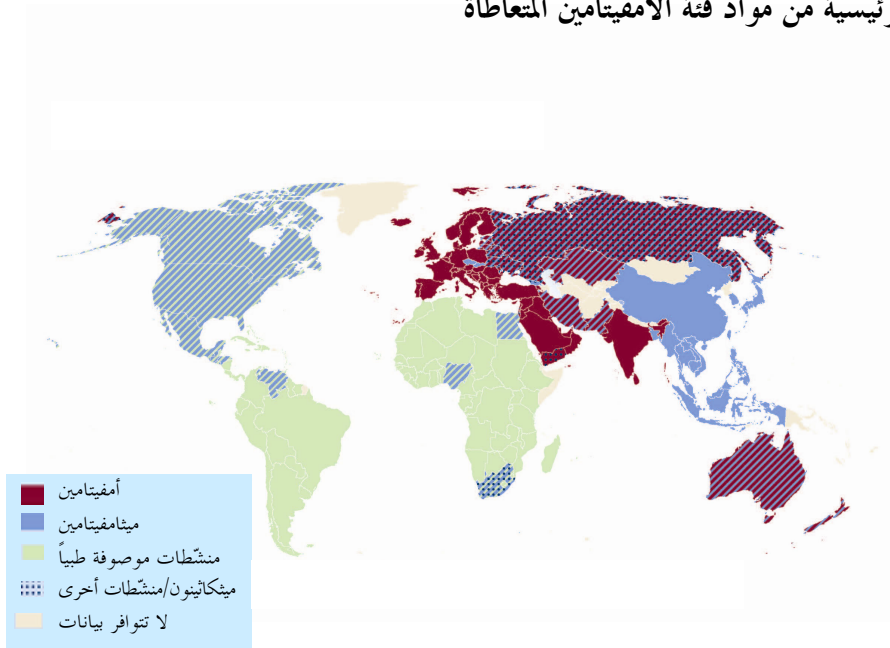 رئيسية من مواد فئة الأمفيتامين المتعاطاة
أمفيتامين
ميثامفيتامين
منشّطات موصوفة طبياً
ميثكاثينون/منشّطات أخرى
لا تتوافر بيانات